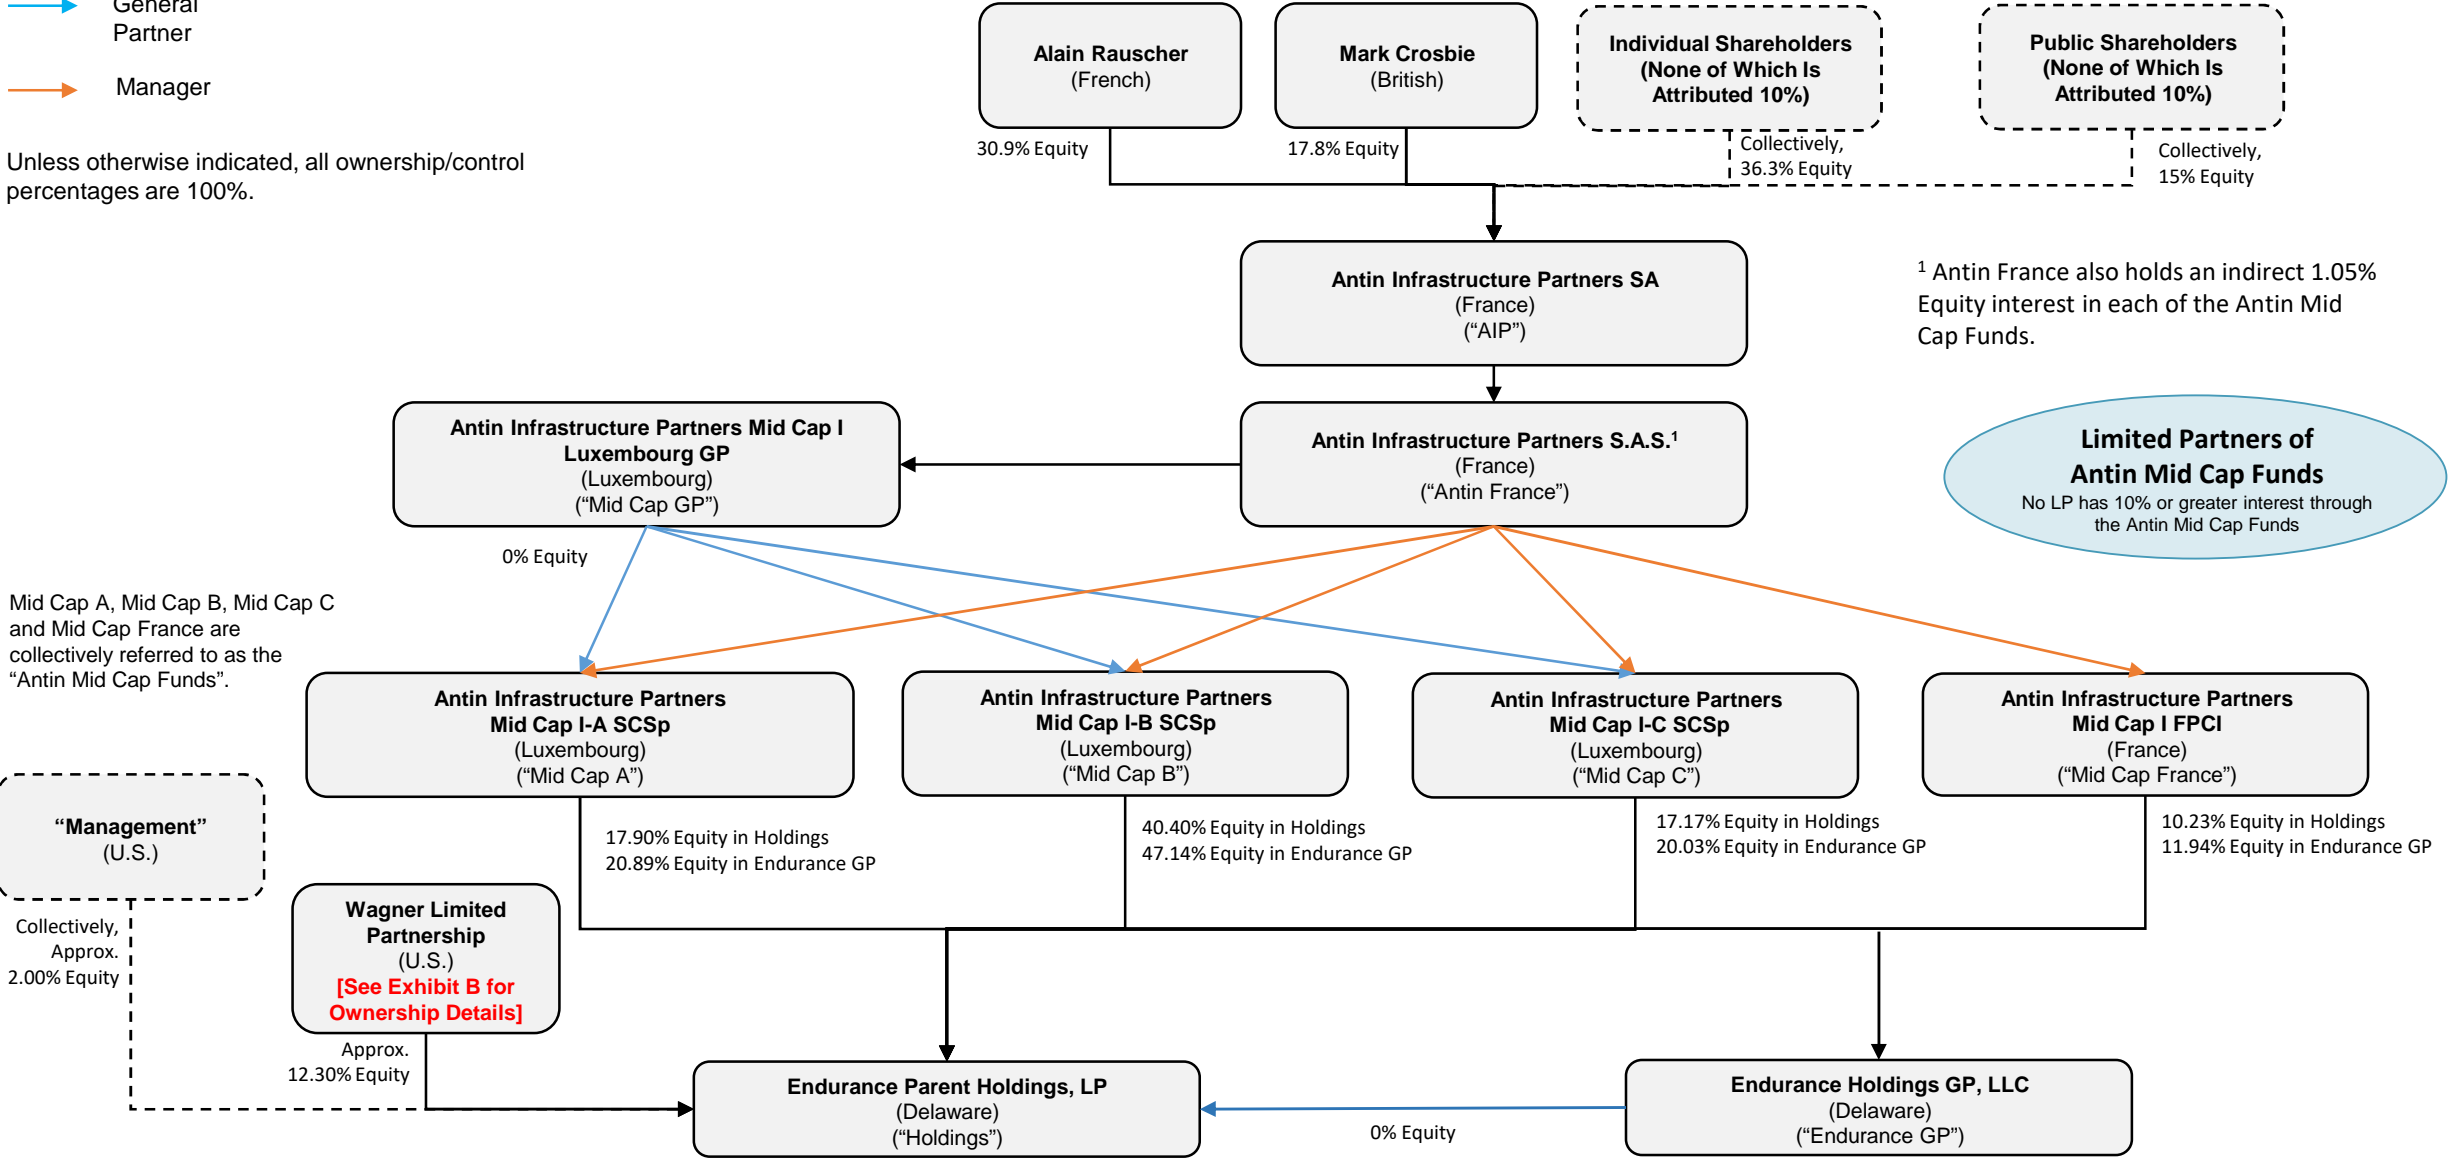 General
Partner
Manager
Unless otherwise indicated, all ownership/control
percentages are 100%.
Alain Rauscher
(French)
Mark Crosbie
(British)
Individual Shareholders
(None of Which Is
Attributed 10%)
Public Shareholders
(None of Which Is
Attributed 10%)
30.9% Equity
17.8% Equity
Collectively,
36.3% Equity
Collectively,
15% Equity
Antin Infrastructure Partners SA
(France)
(“AIP”)
¹ Antin France also holds an indirect 1.05%
Equity interest in each of the Antin Mid
Cap Funds.
Antin Infrastructure Partners Mid Cap I
Luxembourg GP
(Luxembourg)
(“Mid Cap GP”)
Antin Infrastructure Partners S.A.S.¹
(France)
(“Antin France”)
Limited Partners of
Antin Mid Cap Funds
No LP has 10% or greater interest through
the Antin Mid Cap Funds
0% Equity
Mid Cap A, Mid Cap B, Mid Cap C
and Mid Cap France are
collectively referred to as the
“Antin Mid Cap Funds”.
Antin Infrastructure Partners
Mid Cap I-A SCSp
(Luxembourg)
(“Mid Cap A”)
Antin Infrastructure Partners
Mid Cap I-B SCSp
(Luxembourg)
(“Mid Cap B”)
Antin Infrastructure Partners
Mid Cap I-C SCSp
(Luxembourg)
(“Mid Cap C”)
Antin Infrastructure Partners
Mid Cap I FPCI
(France)
(“Mid Cap France”)
“Management”
(U.S.)
17.90% Equity in Holdings
20.89% Equity in Endurance GP
40.40% Equity in Holdings
47.14% Equity in Endurance GP
17.17% Equity in Holdings
20.03% Equity in Endurance GP
10.23% Equity in Holdings
11.94% Equity in Endurance GP
Collectively,
Approx.
2.00% Equity
Wagner Limited
Partnership
(U.S.)
[See Exhibit B for
Ownership Details]
Approx.
12.30% Equity
Endurance Parent Holdings, LP
(Delaware)
(“Holdings”)
0% Equity
Endurance Holdings GP, LLC
(Delaware)
(“Endurance GP”)